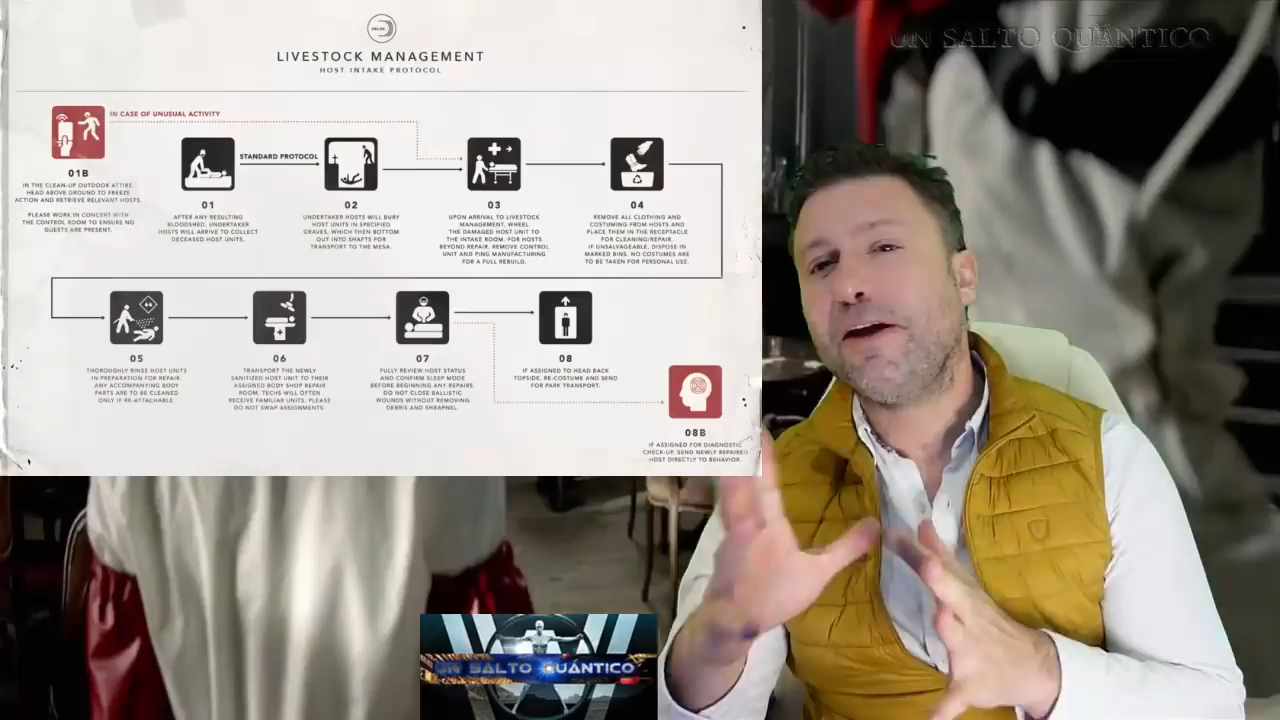 DELOS
LIVESTOCK MANAGEMENT
HOST INTAKE PROTOCOL
UN SALTO QUÁNTICO
IN CASE OF UNUSUAL ACTIVITY
STANDARD PROTOCOL
01B
IN THE CLEAN-UP OUTDOOR ATTIRE,
HEAD ABOVE GROUND TO FREEZE
ACTION AND RETRIEVE RELEVANT HOSTS.
PLEASE WORK IN CONCERT WITH
THE CONTROL ROOM TO ENSURE NO
GUESTS ARE PRESENT.
01
AFTER ANY RESULTING
BLOODSHED, UNDERTAKER
HOSTS WILL ARRIVE TO COLLECT
DECEASED HOST UNITS.
02
UNDERTAKER HOSTS WILL BURY
HOST UNITS IN SPECIFIED
GRAVES, WHICH THEN BOTTOM
OUT INTO SHAFTS FOR
TRANSPORT TO THE MESA.
03
UPON ARRIVAL TO LIVESTOCK
MANAGEMENT, WHEEL
THE DAMAGED HOST UNIT TO
THE INTAKE ROOM. FOR HOSTS
BEYOND REPAIR, REMOVE CONTROL
UNIT AND PING MANUFACTURING
FOR A FULL REBUILD.
04
REMOVE ALL CLOTHING AND
COSTUMING FROM HOSTS AND
PLACE THEM IN THE RECEPTACLE
FOR CLEANING/REPAIR.
IF UNSALVAGEABLE, DISPOSE IN
MARKED BINS. NO COSTUMES ARE
TO BE TAKEN FOR PERSONAL USE.
05
THOROUGHLY RINSE HOST UNITS
IN PREPARATION FOR REPAIR
ANY ACCOMPANYING BODY
PARTS ARE TO BE CLEANED
ONLY IF RE-ATTACHABLE.
06
TRANSPORT THE NEWLY
SANITIZED HOST UNIT TO THEIR
ASSIGNED BODY SHOP REPAIR
ROOM. TECHS WILL OFTEN
RECEIVE FAMILIAR UNITS, PLEASE
DO NOT SWAP ASSIGNMENTS.
07
FULLY REVIEW HOST STATUS
AND CONFIRM SLEEP MODE
BEFORE BEGINNING ANY REPAIRS.
DO NOT CLOSE BALLISTIC
WOUNDS WITHOUT REMOVING
DEBRIS AND SHRAPNEL.
08
IF ASSIGNED TO HEAD BACK
TOPSIDE, RE-COSTUME AND SEND
FOR PARK TRANSPORT.
08B
IF ASSIGNED FOR DIAGNOSTIC
CHECK-UP, SEND NEWLY REPAIRED
HOST DIRECTLY TO BEHAVIOR.
UN SALTO QUÁNTICO